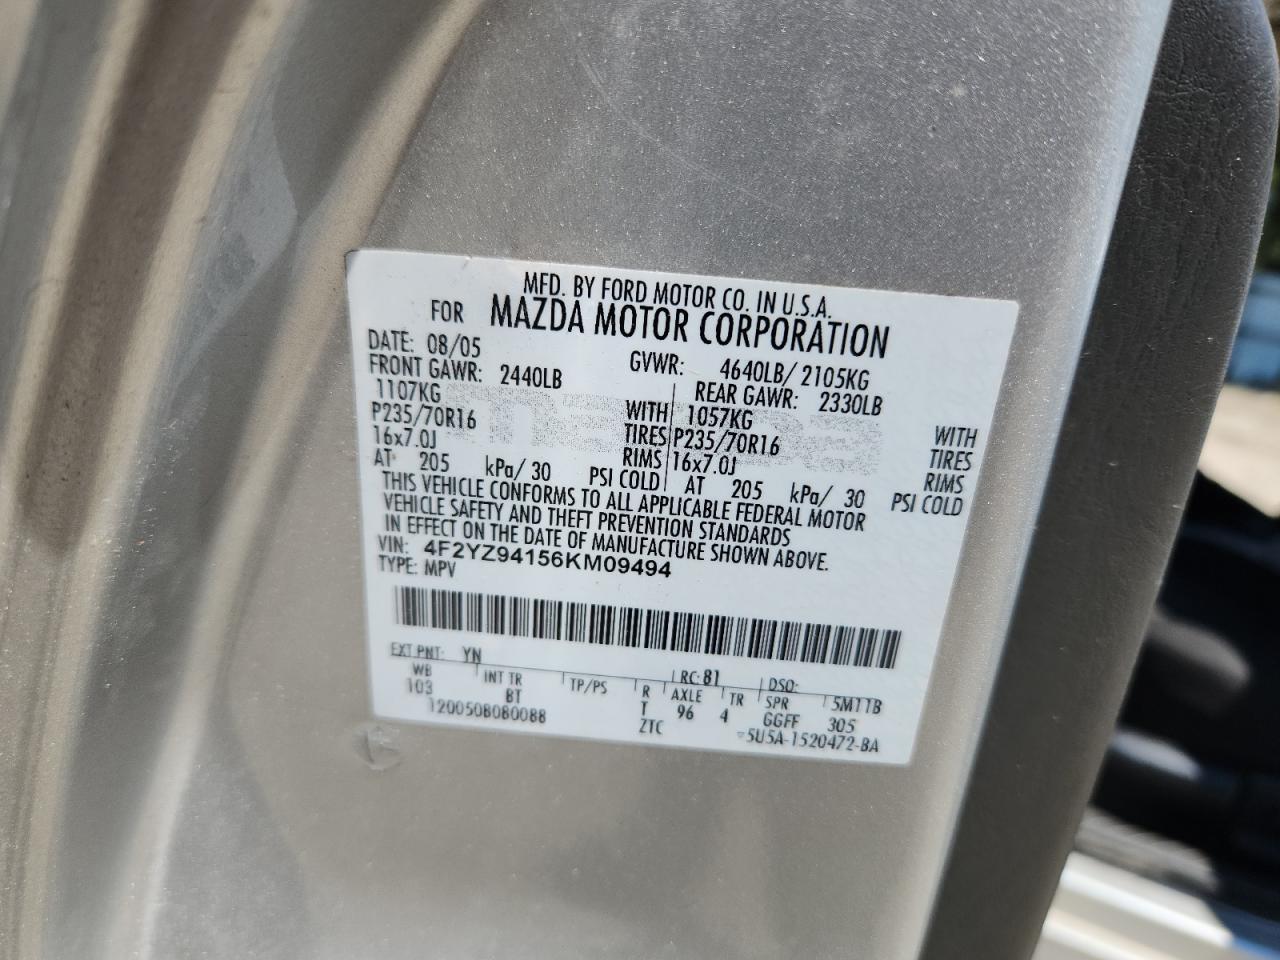 MFD. BY FORD MOTOR CO. IN U.S.A.
FOR MAZDA MOTOR CORPORATION
DATE: 08/05 GVWR: 4640LB/ 2105KG
FRONT GAWR: 2440LB REAR GAWR: 2330LB
1107KG WITH 1057KG WITH
P235/70R16 TIRES P235/70R16 TIRES
16x7.0J RIMS 16x7.0J RIMS
AT 205 kPa/ 30 PSI COLD AT 205 kPa/ 30 PSI COLD
THIS VEHICLE CONFORMS TO ALL APPLICABLE FEDERAL MOTOR
VEHICLE SAFETY AND THEFT PREVENTION STANDARDS
IN EFFECT ON THE DATE OF MANUFACTURE SHOWN ABOVE.
VIN: 4F2YZ94156KM09494
TYPE: MPV
EXT PNT: YN RC: 81 DSO:
WB INT TR TP/PS R AXLE TR SPR 5M11B
103 BT T 96 4 GGFF 305
12005080B0088 ZTC 5U5A-1520472-BA